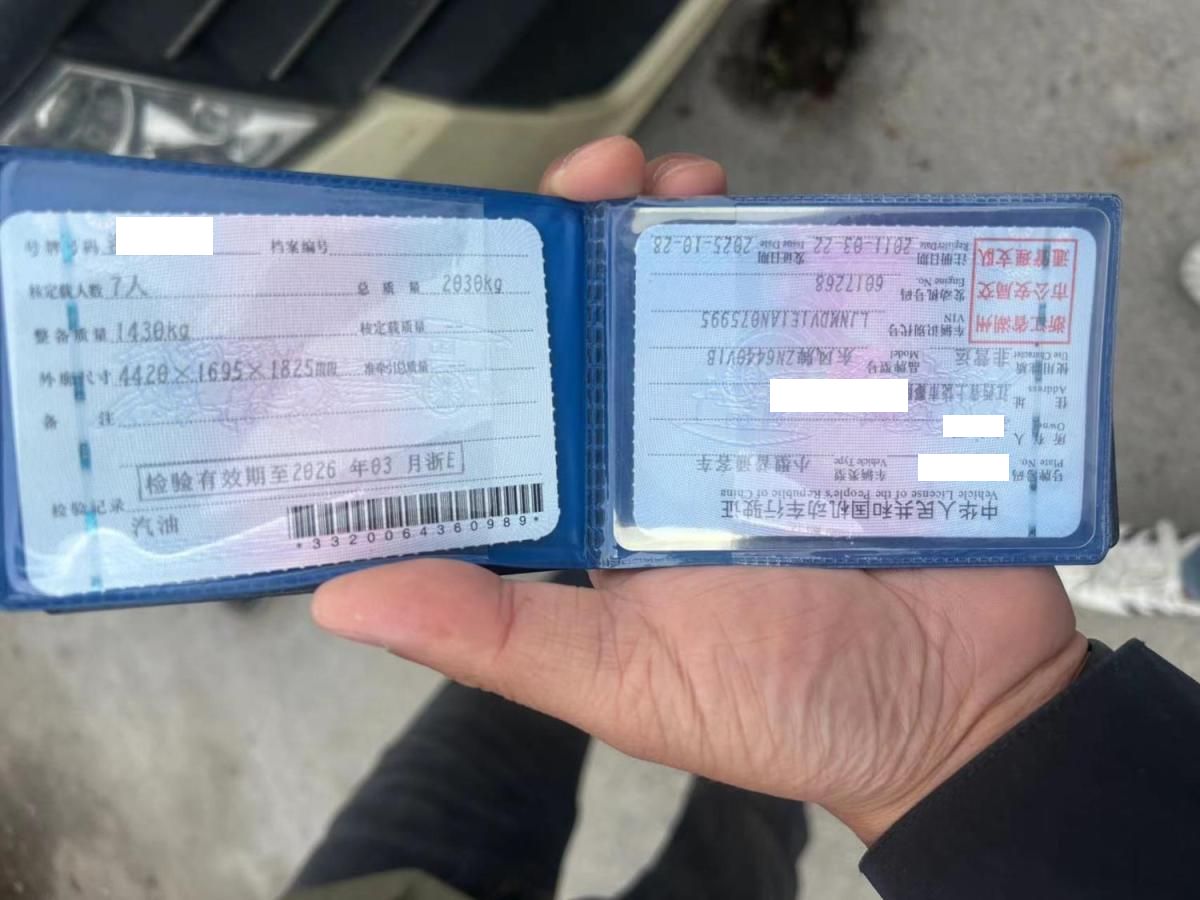 号牌号码
档案编号
核定载人数 7人
总质量 2030kg
整备质量 1430kg
核定载质量
外廓尺寸 4420×1695×1825mm
准牵引总质量
备注
检验有效期至2026年03月浙E
检验记录
汽油
*3320064360989*
中华人民共和国机动车行驶证
Vehicle License of the People's Republic of China
号牌号码
Plate No.
车辆类型
Vehicle Type
小型普通客车
所有人
Owner
住址
Address
江西省上饶市
使用性质
Use Character
非营运
品牌型号
Model
东风牌ZN6440V1B
车辆识别代号
VIN
发动机号码
Engine No.
6017268
注册日期
Register Date
2011-03-22
发证日期
Issue Date
2025-10-28
浙江省湖州
市公安局交
通管理支队